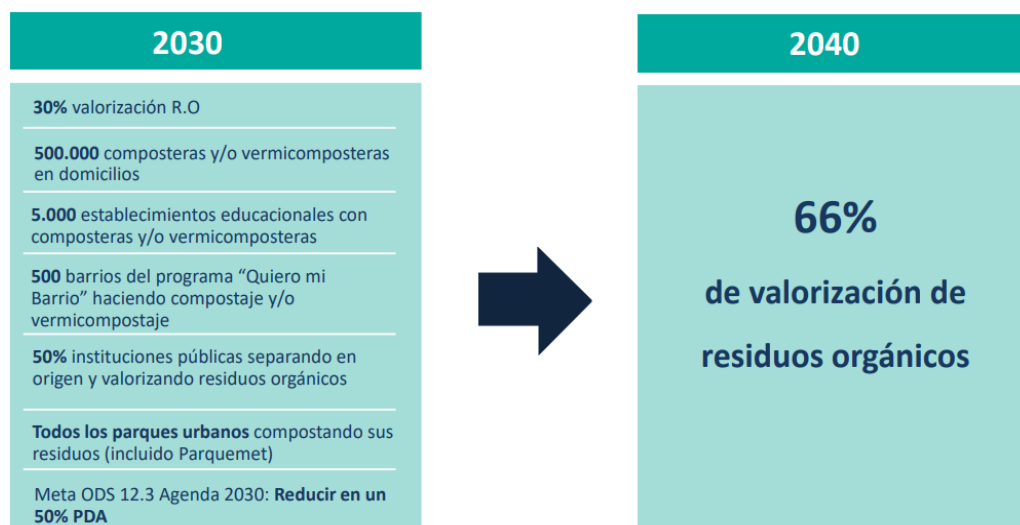 2030
30% valorización R.O
500.000 composteras y/o vermicomposteras
en domicilios
5.000 establecimientos educacionales con
composteras y/o vermicomposteras
500 barrios del programa “Quiero mi
Barrio” haciendo compostaje y/o
vermicompostaje
50% instituciones públicas separando en
origen y valorizando residuos orgánicos
Todos los parques urbanos compostando sus
residuos (incluido Parquemet)
Meta ODS 12.3 Agenda 2030: Reducir en un
50% PDA
2040
66%
de valorización de
residuos orgánicos